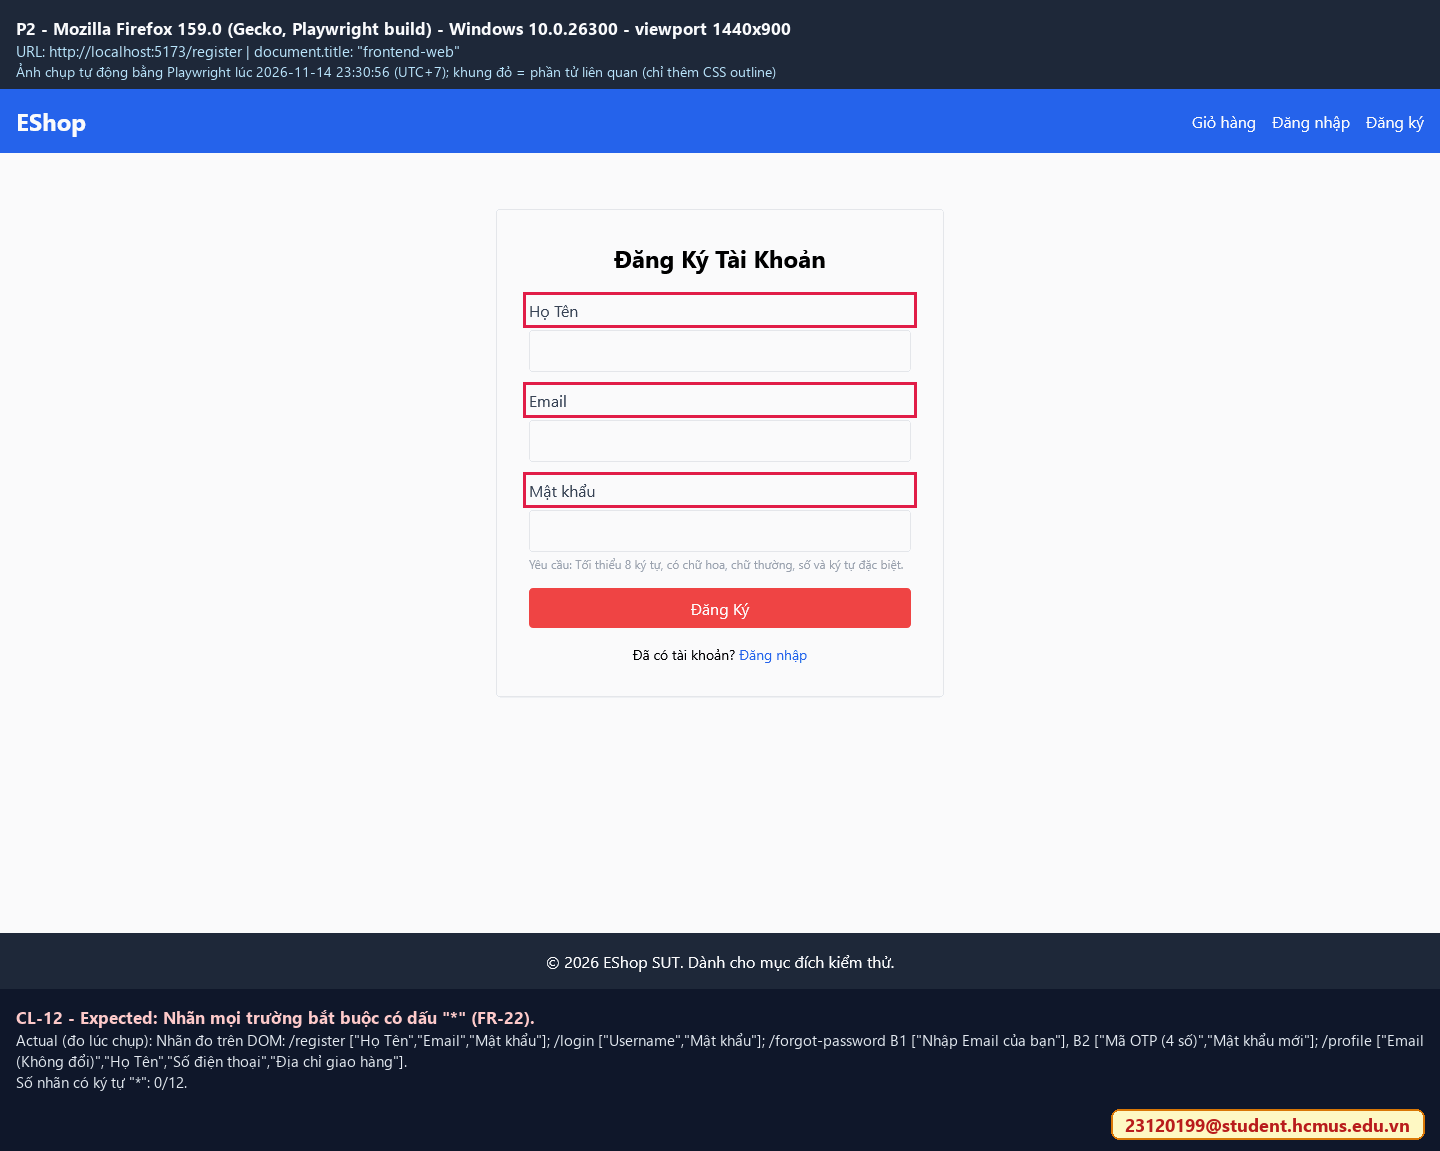 P2 - Mozilla Firefox 159.0 (Gecko, Playwright build) - Windows 10.0.26300 - viewport 1440x900
URL: http://localhost:5173/register | document.title: "frontend-web"
Ảnh chụp tự động bằng Playwright lúc 2026-11-14 23:30:56 (UTC+7); khung đỏ = phần tử liên quan (chỉ thêm CSS outline)
EShop
Giỏ hàng
Đăng nhập
Đăng ký
Đăng Ký Tài Khoản
Họ Tên
Email
Mật khẩu
Yêu cầu: Tối thiểu 8 ký tự, có chữ hoa, chữ thường, số và ký tự đặc biệt.
Đăng Ký
Đã có tài khoản? Đăng nhập
© 2026 EShop SUT. Dành cho mục đích kiểm thử.
CL-12 - Expected: Nhãn mọi trường bắt buộc có dấu "*" (FR-22).
Actual (đo lúc chụp): Nhãn đo trên DOM: /register ["Họ Tên","Email","Mật khẩu"]; /login ["Username","Mật khẩu"]; /forgot-password B1 ["Nhập Email của bạn"], B2 ["Mã OTP (4 số)","Mật khẩu mới"]; /profile ["Email
(Không đổi)","Họ Tên","Số điện thoại","Địa chỉ giao hàng"].
Số nhãn có ký tự "*": 0/12.
23120199@student.hcmus.edu.vn